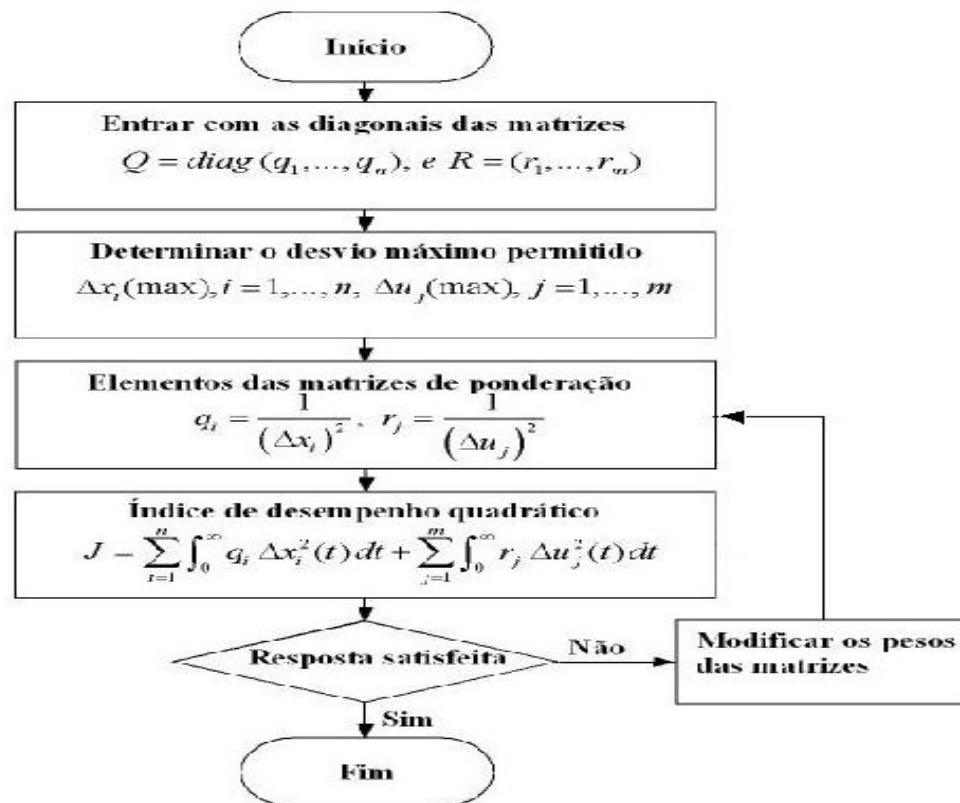 Início
Entrar com as diagonais das matrizes
Q = diag (q₁,..., qₙ), e R = (r₁,..., rₘ)
Determinar o desvio máximo permitido
Δxᵢ(max), i = 1,..., n, Δuⱼ(max), j = 1,..., m
Elementos das matrizes de ponderação
qᵢ = 1/(Δxᵢ)², rⱼ = 1/(Δuⱼ)²
Índice de desempenho quadrático
J = ∑ᵢ₌₁ⁿ ∫₀^∞ qᵢ Δxᵢ²(t) dt + ∑ⱼ₌₁ᵐ ∫₀^∞ rⱼ Δuⱼ²(t) dt
Resposta satisfeita
Não
Modificar os pesos
das matrizes
Sim
Fim